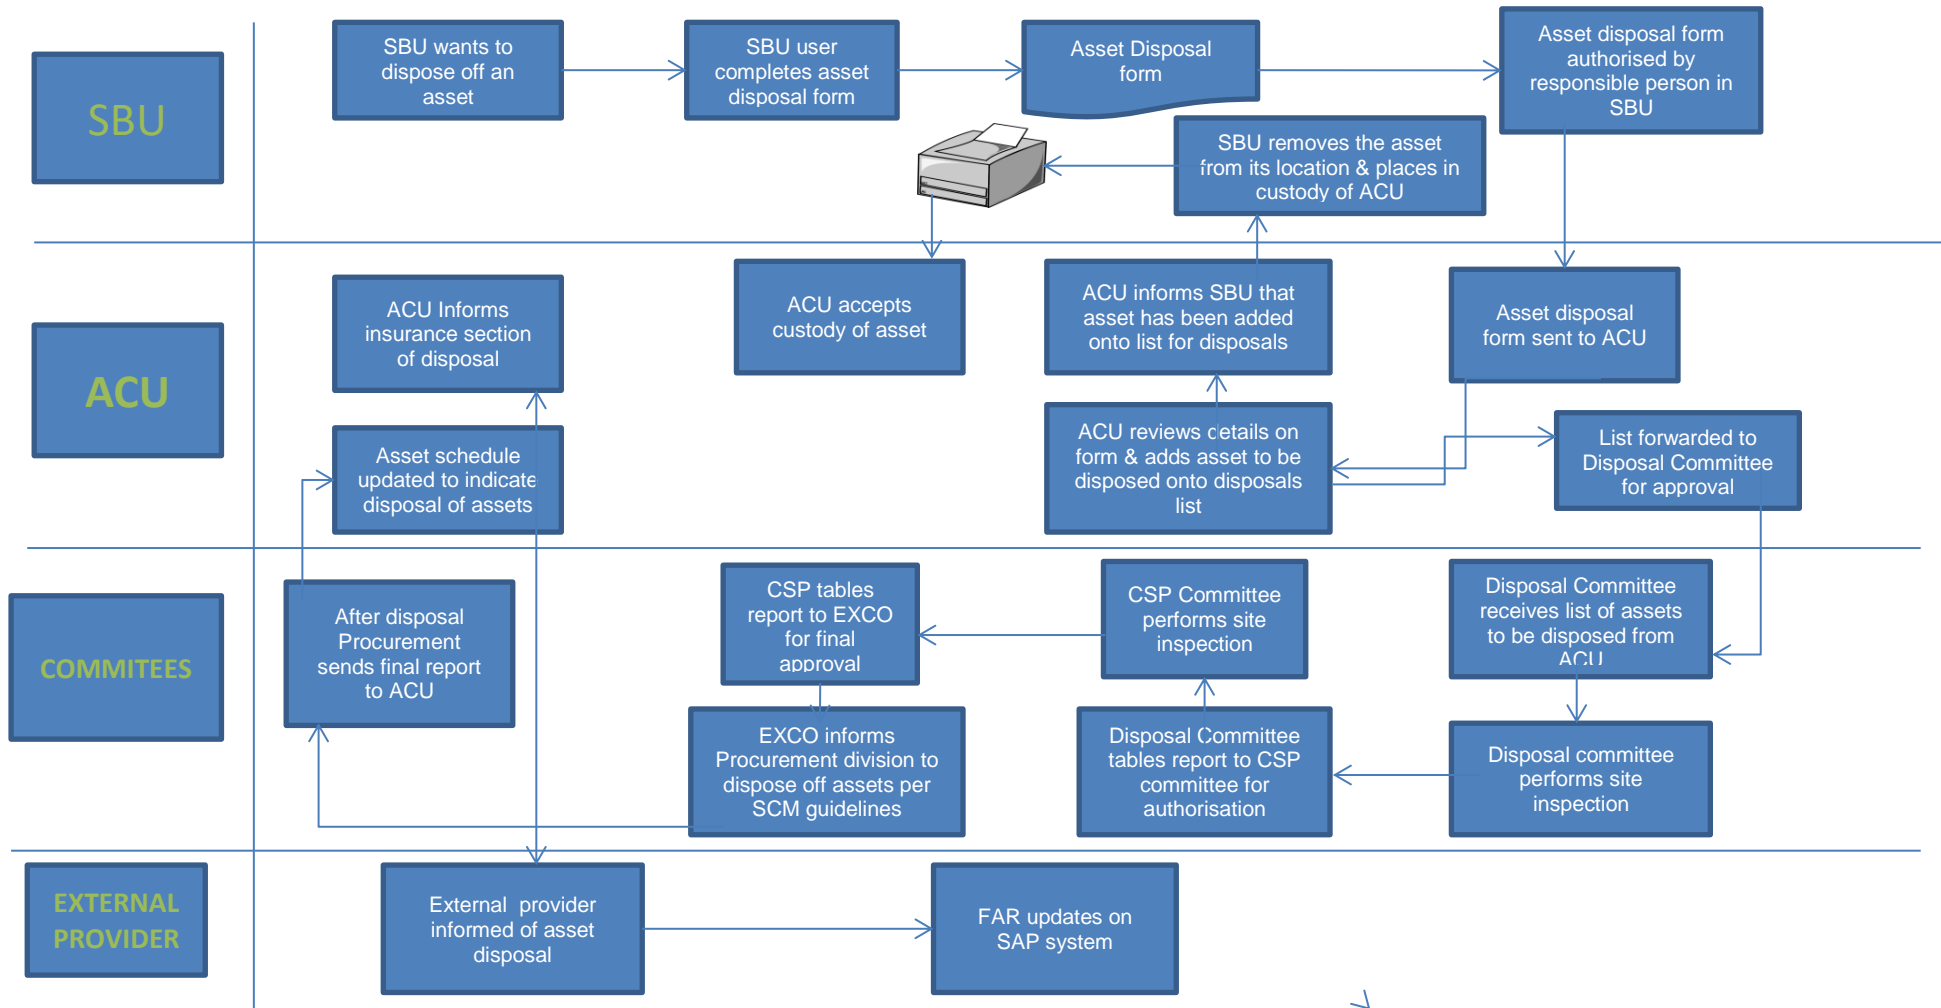 SBU
SBU wants to
dispose off an
asset
SBU user
completes asset
disposal form
Asset Disposal
form
Asset disposal form
authorised by
responsible person in
SBU
SBU removes the asset
from its location & places in
custody of ACU
ACU
ACU Informs
insurance section
of disposal
ACU accepts
custody of asset
ACU informs SBU that
asset has been added
onto list for disposals
Asset disposal
form sent to ACU
Asset schedule
updated to indicate
disposal of assets
ACU reviews details on
form & adds asset to be
disposed onto disposals
list
List forwarded to
Disposal Committee
for approval
COMMITEES
After disposal
Procurement
sends final report
to ACU
CSP tables
report to EXCO
for final
approval
CSP Committee
performs site
inspection
Disposal Committee
receives list of assets
to be disposed from
ACU
EXCO informs
Procurement division to
dispose off assets per
SCM guidelines
Disposal Committee
tables report to CSP
committee for
authorisation
Disposal committee
performs site
inspection
EXTERNAL
PROVIDER
External provider
informed of asset
disposal
FAR updates on
SAP system